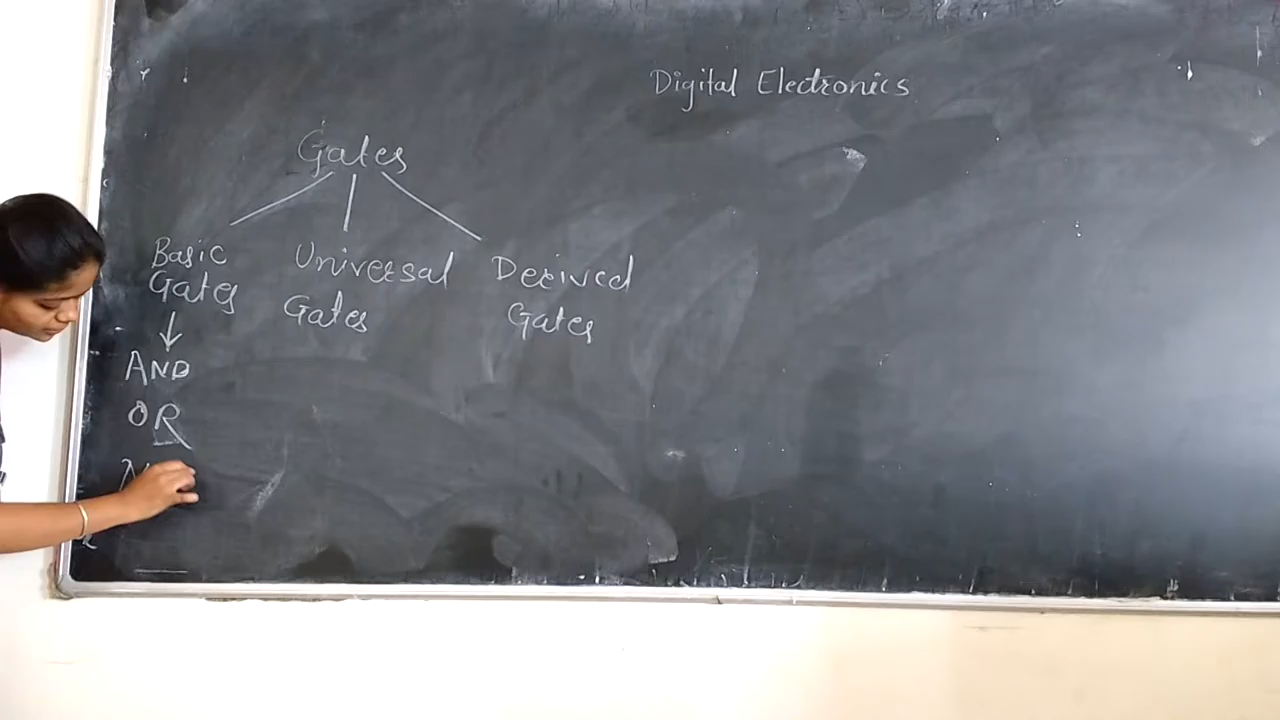 Digital Electronics
Gates
Basic Gates
Universal Gates
Derived Gates
AND
OR
N